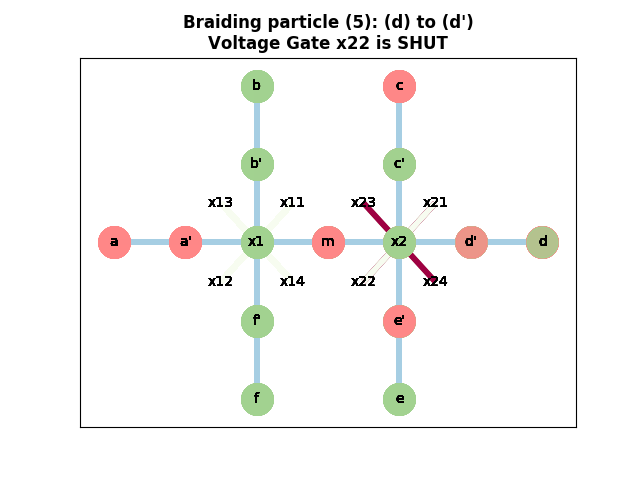 Braiding particle (5): (d) to (d')
Voltage Gate x22 is SHUT
b
c
b'
c'
x13
x11
x23
x21
a
a'
x1
m
x2
d'
d
x12
x14
x22
x24
f'
e'
f
e